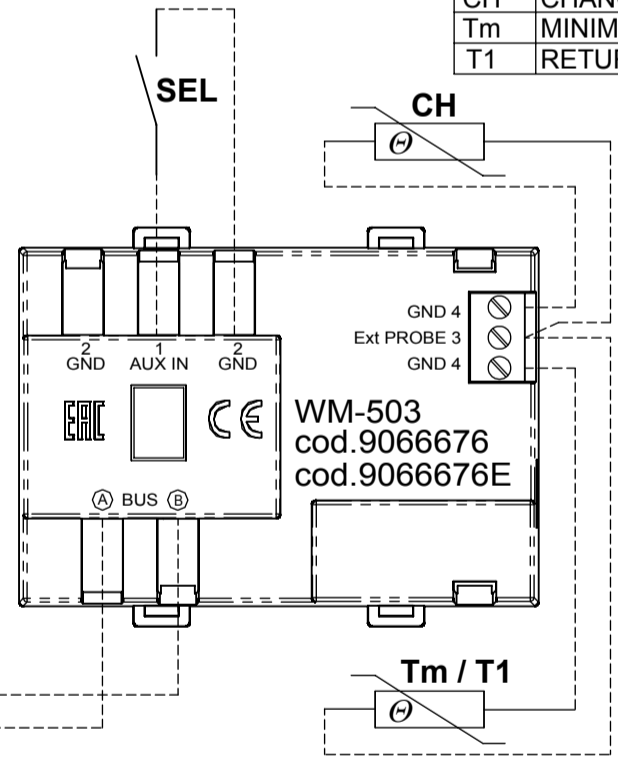 CH
Tm MINIM
T1 RETU
SEL
CH
GND 4
Ext PROBE 3
GND 4
2 1 2
GND AUX IN GND
EAC CE
WM-503
cod.9066676
cod.9066676E
A BUS B
Tm / T1
Θ
Θ